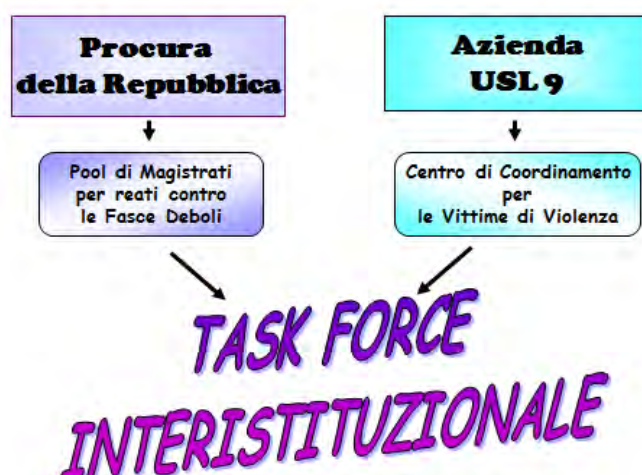 Procura
della Repubblica
Azienda
USL 9
Pool di Magistrati
per reati contro
le Fasce Deboli
Centro di Coordinamento
per
le Vittime di Violenza
TASK FORCE
INTERISTITUZIONALE